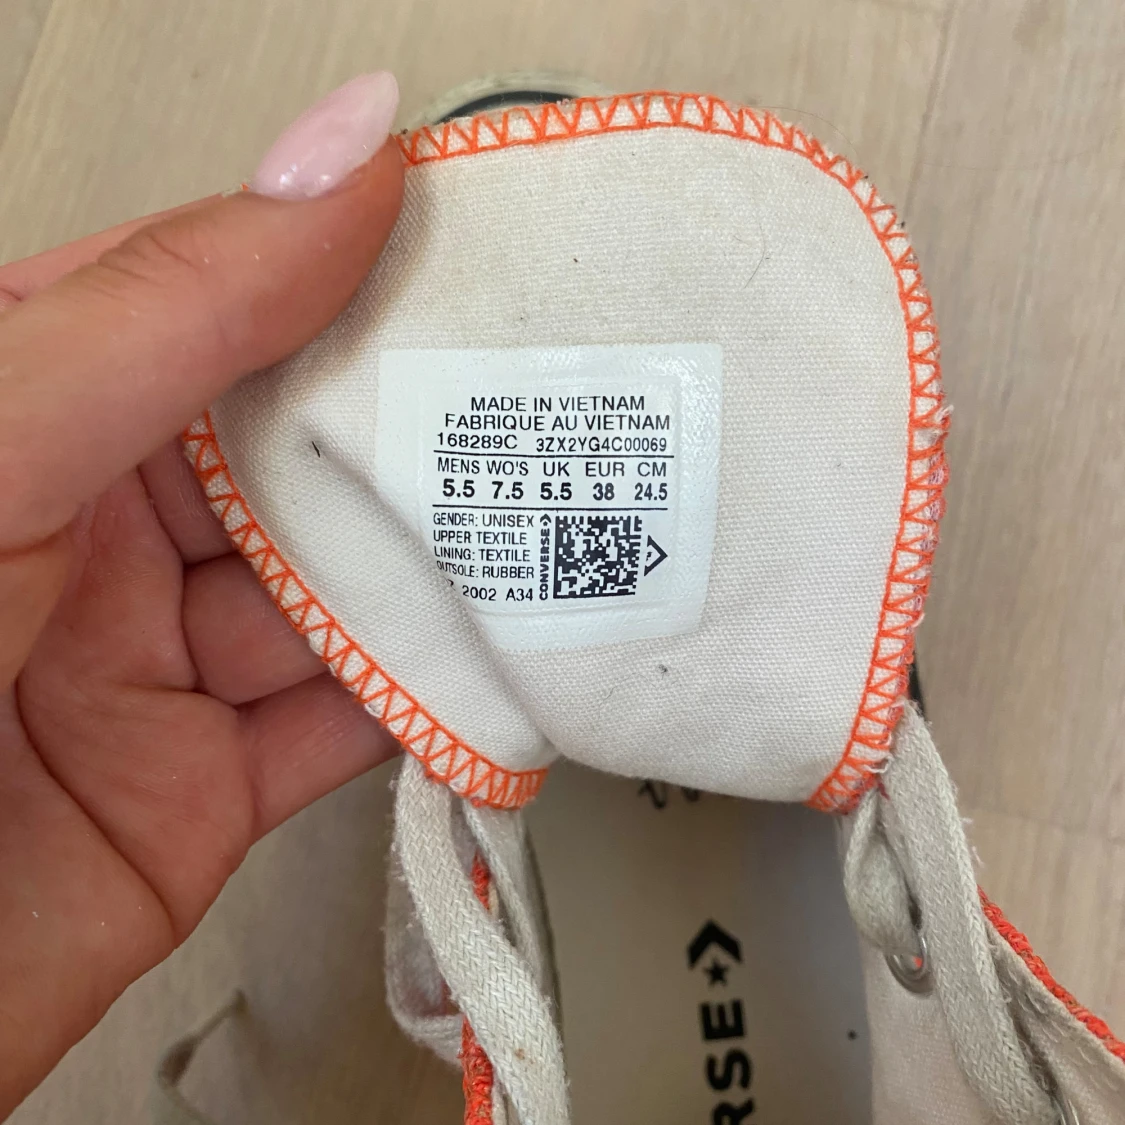 MADE IN VIETNAM
FABRIQUE AU VIETNAM
168289C 3ZX2YG4C00069
MENS WO'S UK EUR CM
5.5 7.5 5.5 38 24.5
GENDER: UNISEX
UPPER TEXTILE
LINING: TEXTILE
OUTSOLE: RUBBER
2002 A34
CONVERSE
RSE